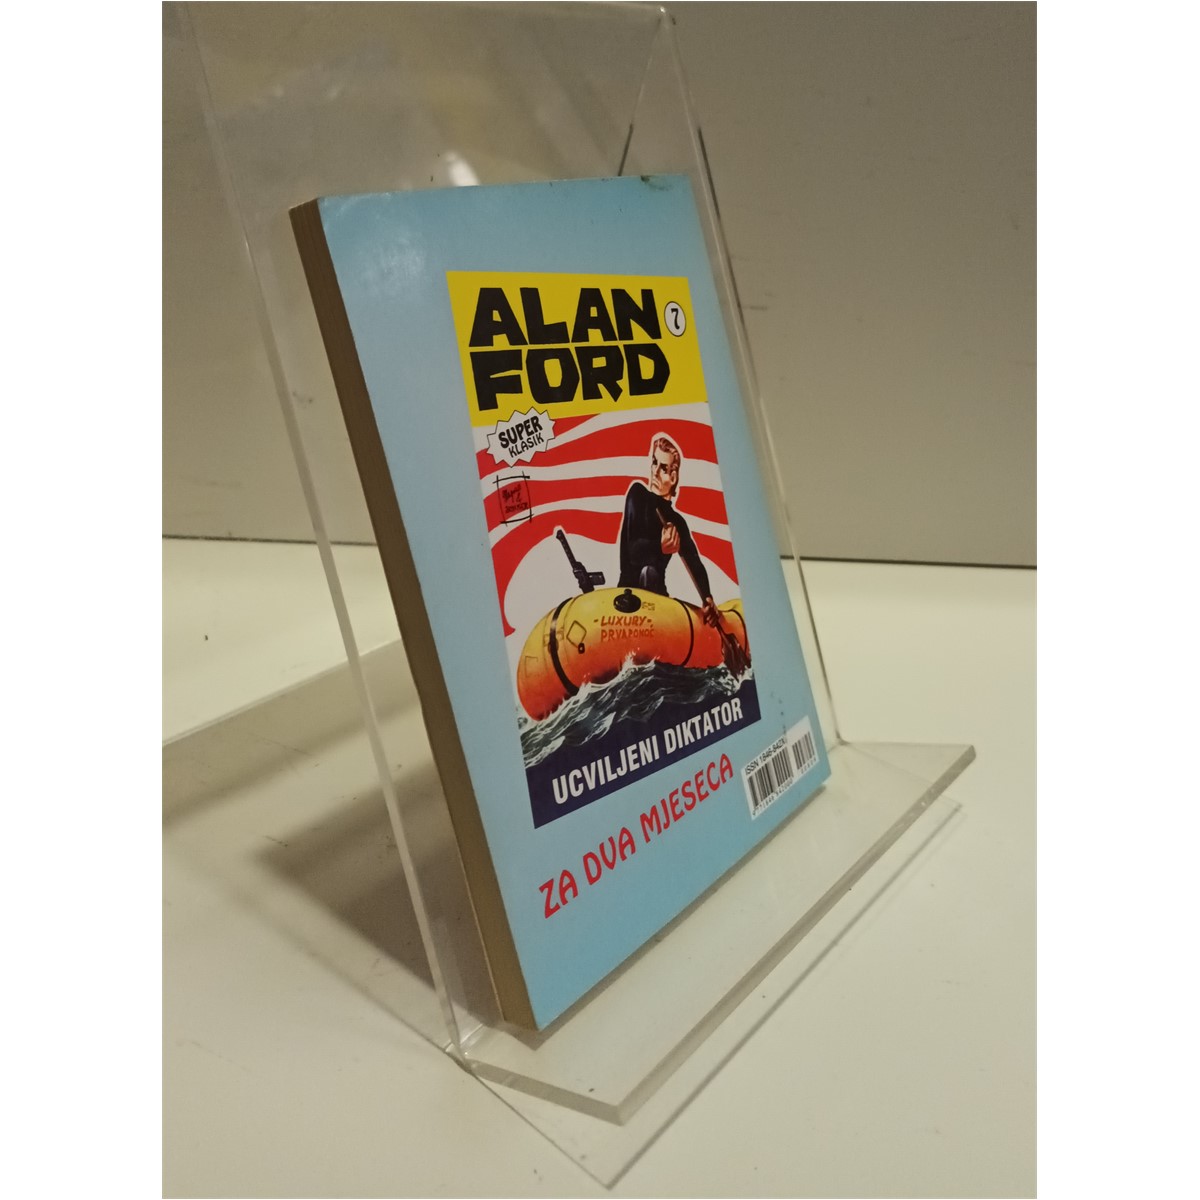 ALAN
FORD
7
SUPER
KLASIK
-LUXURY-
PRVA POMOĆ
UCVILJENI DIKTATOR
ZA DVA MJESECA